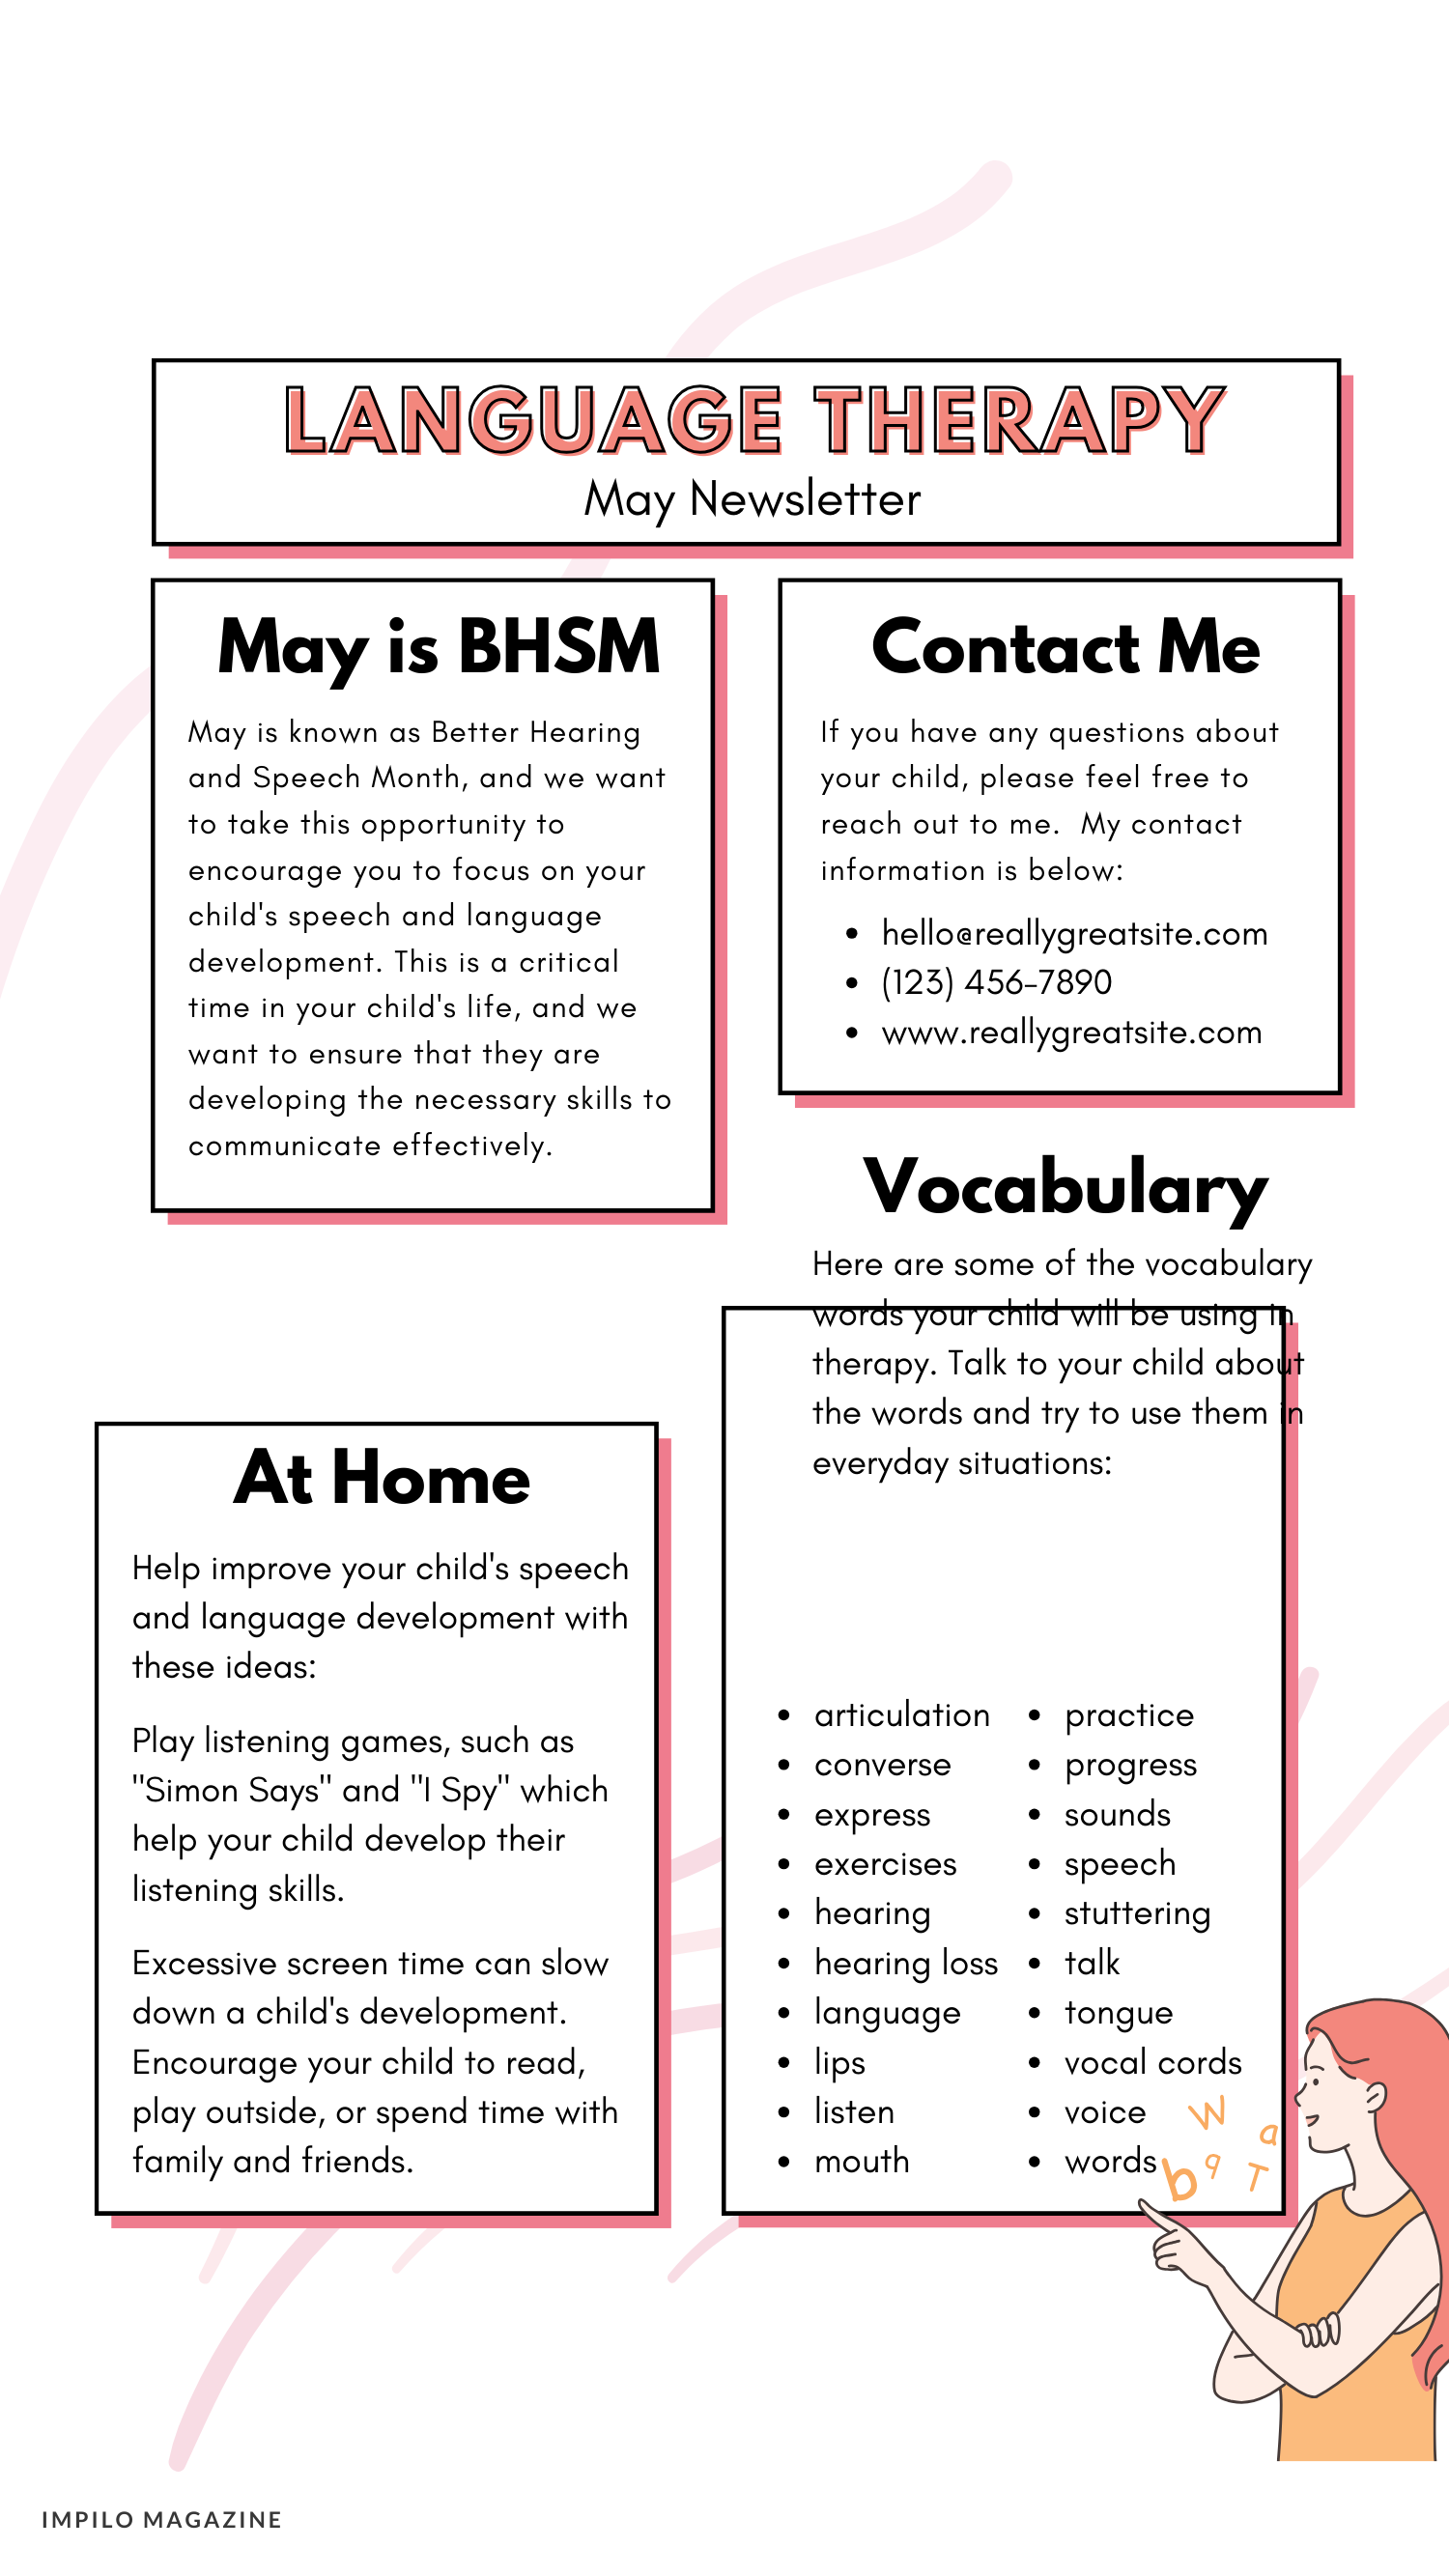 LANGUAGE THERAPY
May Newsletter
May is BHSM
May is known as Better Hearing
and Speech Month, and we want
to take this opportunity to
encourage you to focus on your
child's speech and language
development. This is a critical
time in your child's life, and we
want to ensure that they are
developing the necessary skills to
communicate effectively.
Contact Me
If you have any questions about
your child, please feel free to
reach out to me.  My contact
information is below:
• hello@reallygreatsite.com
• (123) 456-7890
• www.reallygreatsite.com
Vocabulary
Here are some of the vocabulary
words your child will be using in
therapy. Talk to your child about
the words and try to use them in
everyday situations:
• articulation
• converse
• express
• exercises
• hearing
• hearing loss
• language
• lips
• listen
• mouth
• practice
• progress
• sounds
• speech
• stuttering
• talk
• tongue
• vocal cords
• voice
• words
W
a
b
q
T
At Home
Help improve your child's speech
and language development with
these ideas:
Play listening games, such as
"Simon Says" and "I Spy" which
help your child develop their
listening skills.
Excessive screen time can slow
down a child's development.
Encourage your child to read,
play outside, or spend time with
family and friends.
IMPILO MAGAZINE